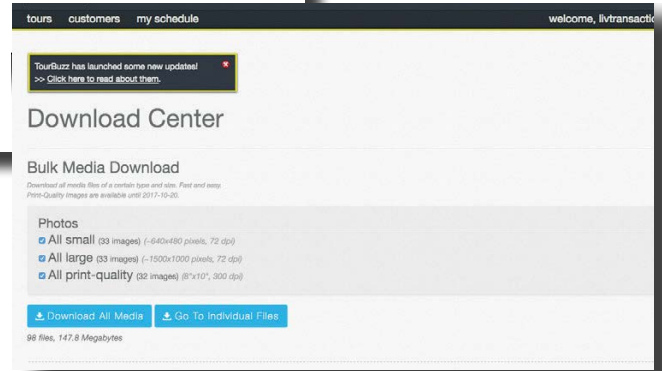 tours customers my schedule welcome, livtransactio
TourBuzz has launched some new updates!
>> Click here to read about them.
Download Center
Bulk Media Download
Download all media files of a certain type and size. Fast and easy.
Print-Quality Images are available until 2017-10-20.
Photos
All small (33 images) (~640x480 pixels, 72 dpi)
All large (33 images) (~1500x1000 pixels, 72 dpi)
All print-quality (32 images) (8"x10", 300 dpi)
Download All Media Go To Individual Files
98 files, 147.8 Megabytes